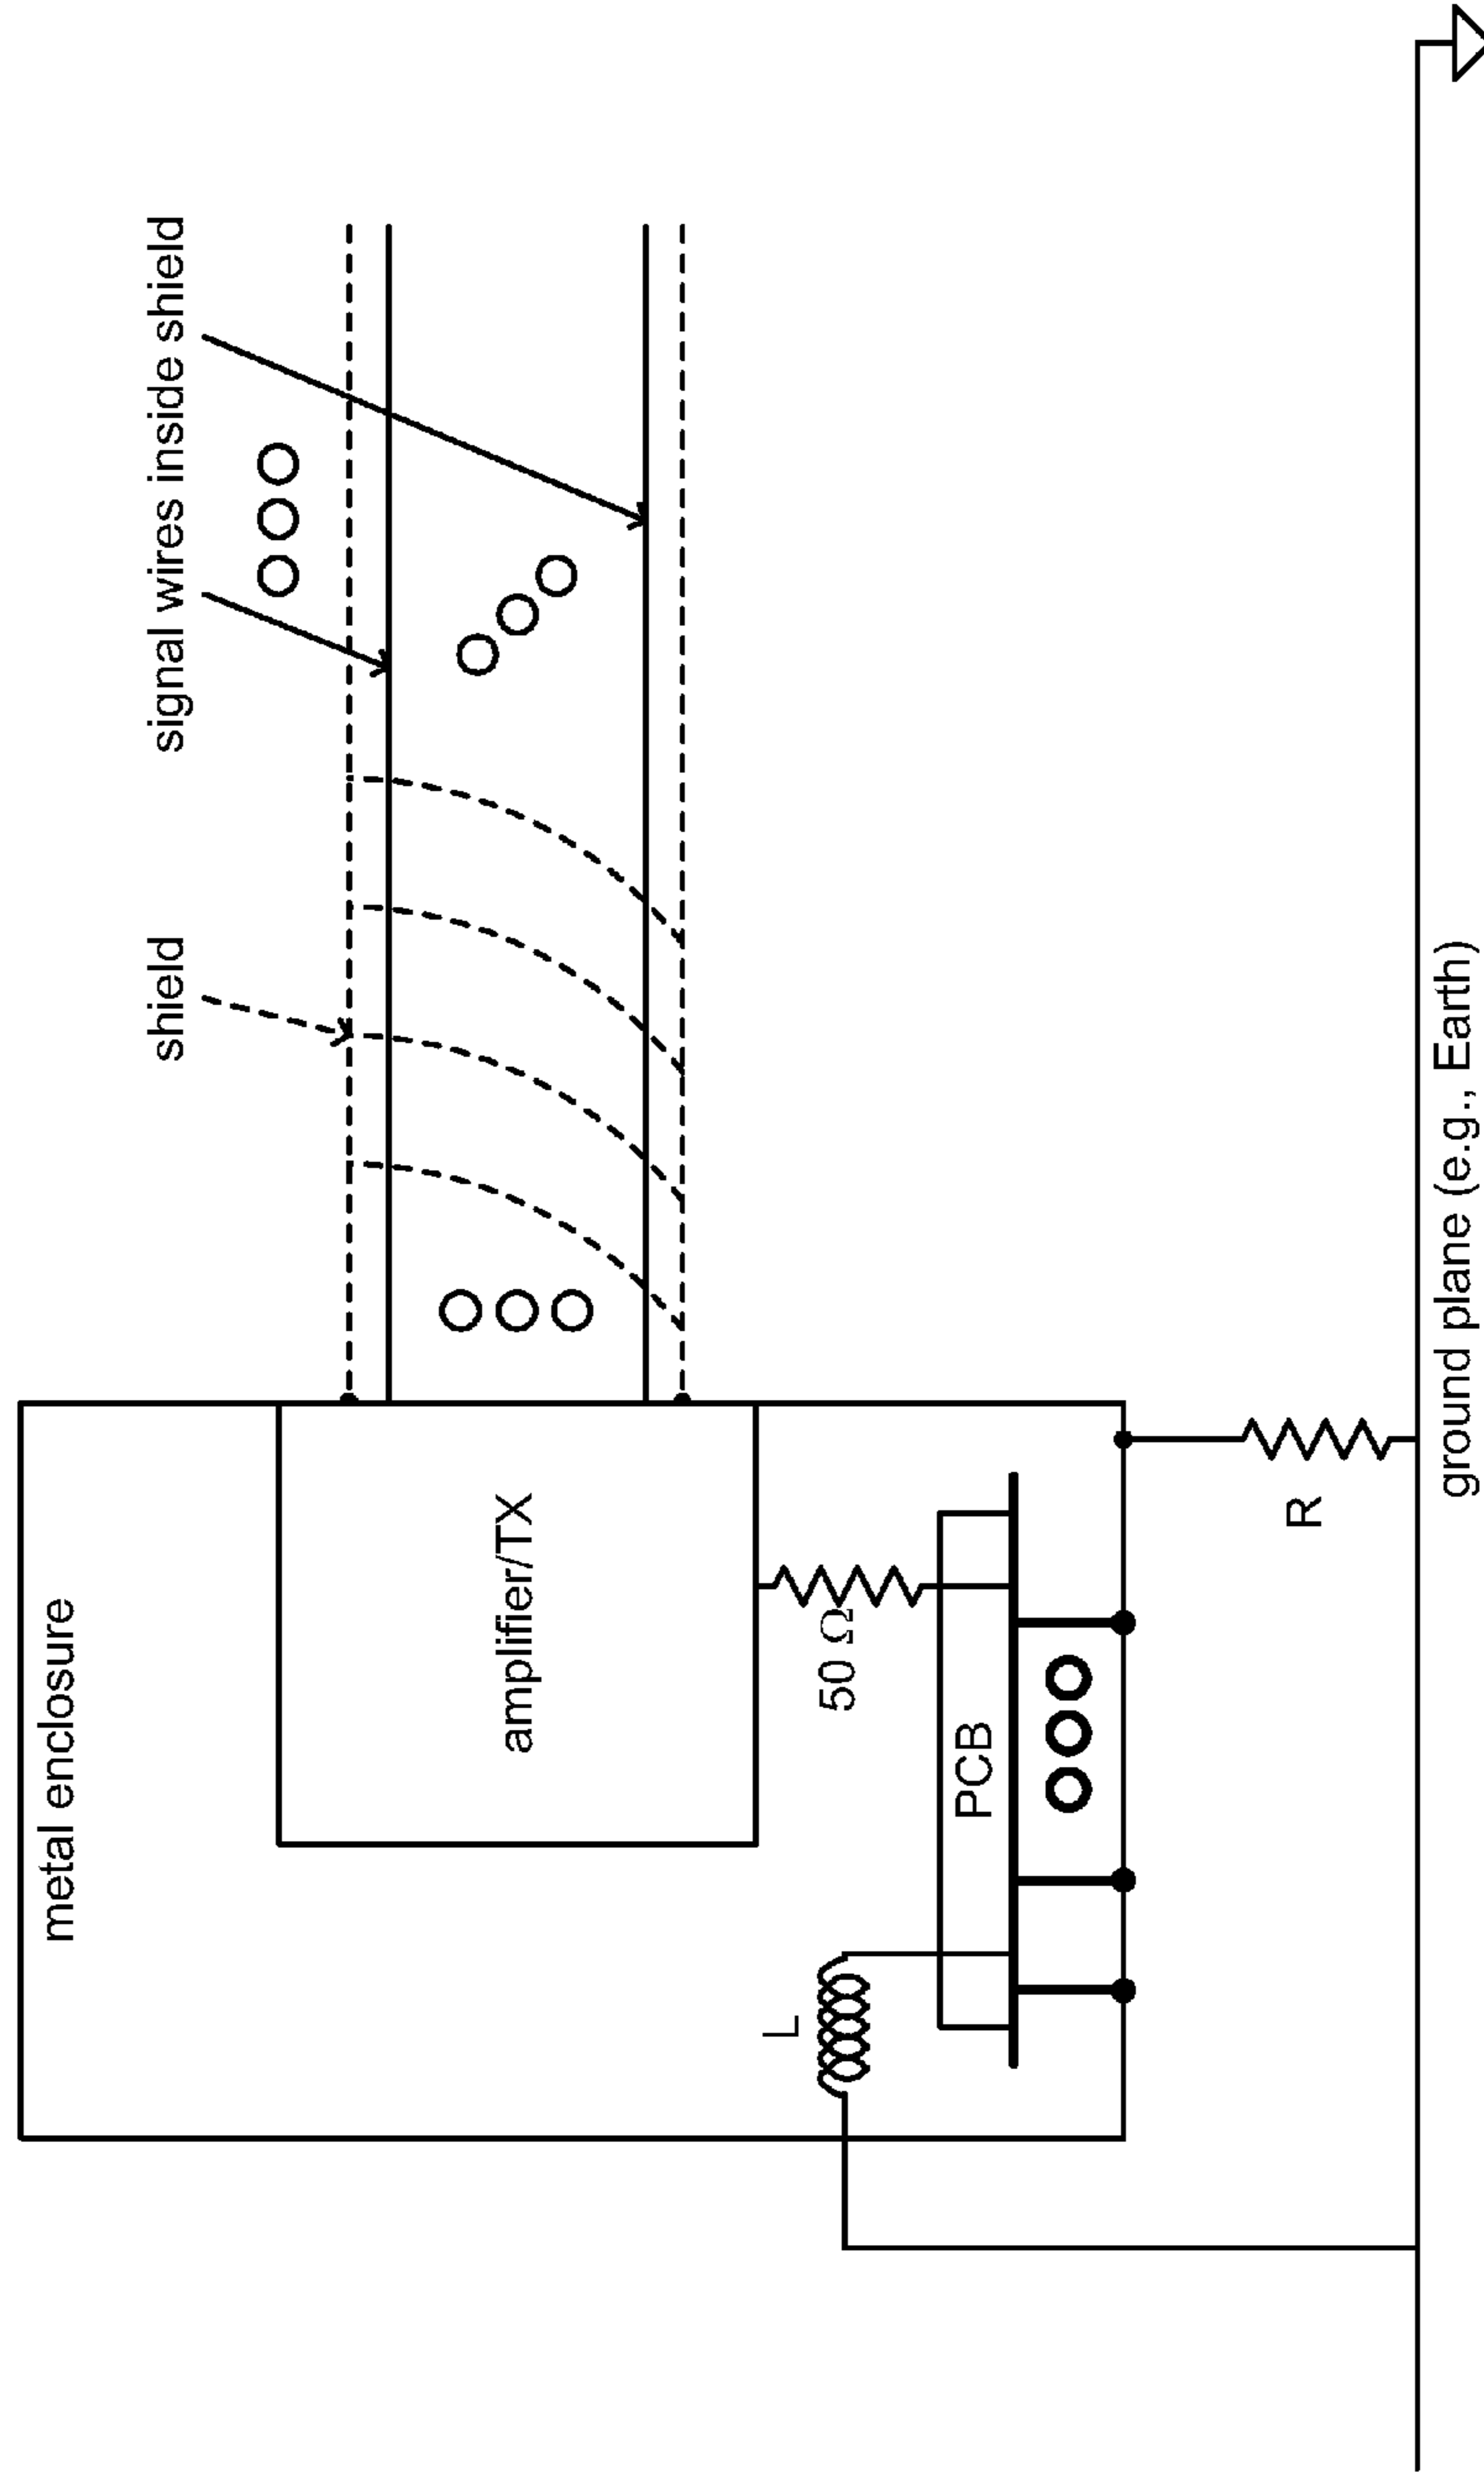 metal enclosure
shield
signal wires inside shield
amplifier/TX
L
50 Ω
PCB
R
ground plane (e.g., Earth)